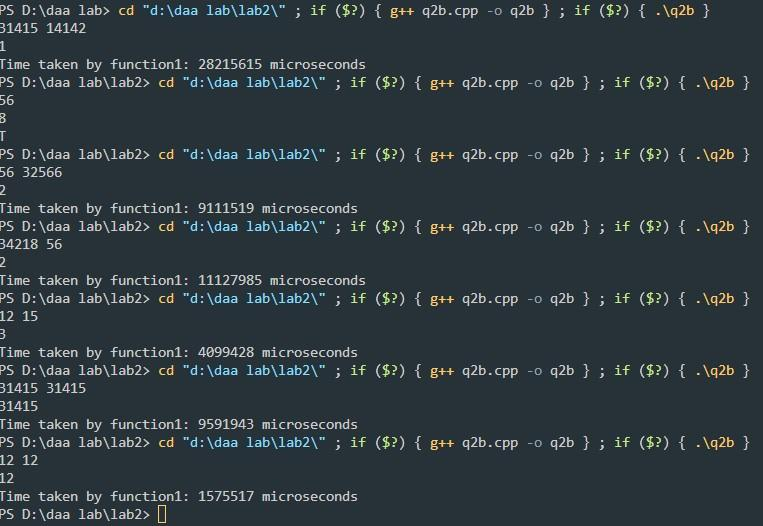 PS D:\daa lab> cd "d:\daa lab\lab2\" ; if ($?) { g++ q2b.cpp -o q2b } ; if ($?) { .\q2b }
31415 14142
1
Time taken by function1: 28215615 microseconds
PS D:\daa lab\lab2> cd "d:\daa lab\lab2\" ; if ($?) { g++ q2b.cpp -o q2b } ; if ($?) { .\q2b }
56
8
T
PS D:\daa lab\lab2> cd "d:\daa lab\lab2\" ; if ($?) { g++ q2b.cpp -o q2b } ; if ($?) { .\q2b }
56 32566
2
Time taken by function1: 9111519 microseconds
PS D:\daa lab\lab2> cd "d:\daa lab\lab2\" ; if ($?) { g++ q2b.cpp -o q2b } ; if ($?) { .\q2b }
34218 56
2
Time taken by function1: 11127985 microseconds
PS D:\daa lab\lab2> cd "d:\daa lab\lab2\" ; if ($?) { g++ q2b.cpp -o q2b } ; if ($?) { .\q2b }
12 15
3
Time taken by function1: 4099428 microseconds
PS D:\daa lab\lab2> cd "d:\daa lab\lab2\" ; if ($?) { g++ q2b.cpp -o q2b } ; if ($?) { .\q2b }
31415 31415
31415
Time taken by function1: 9591943 microseconds
PS D:\daa lab\lab2> cd "d:\daa lab\lab2\" ; if ($?) { g++ q2b.cpp -o q2b } ; if ($?) { .\q2b }
12 12
12
Time taken by function1: 1575517 microseconds
PS D:\daa lab\lab2>